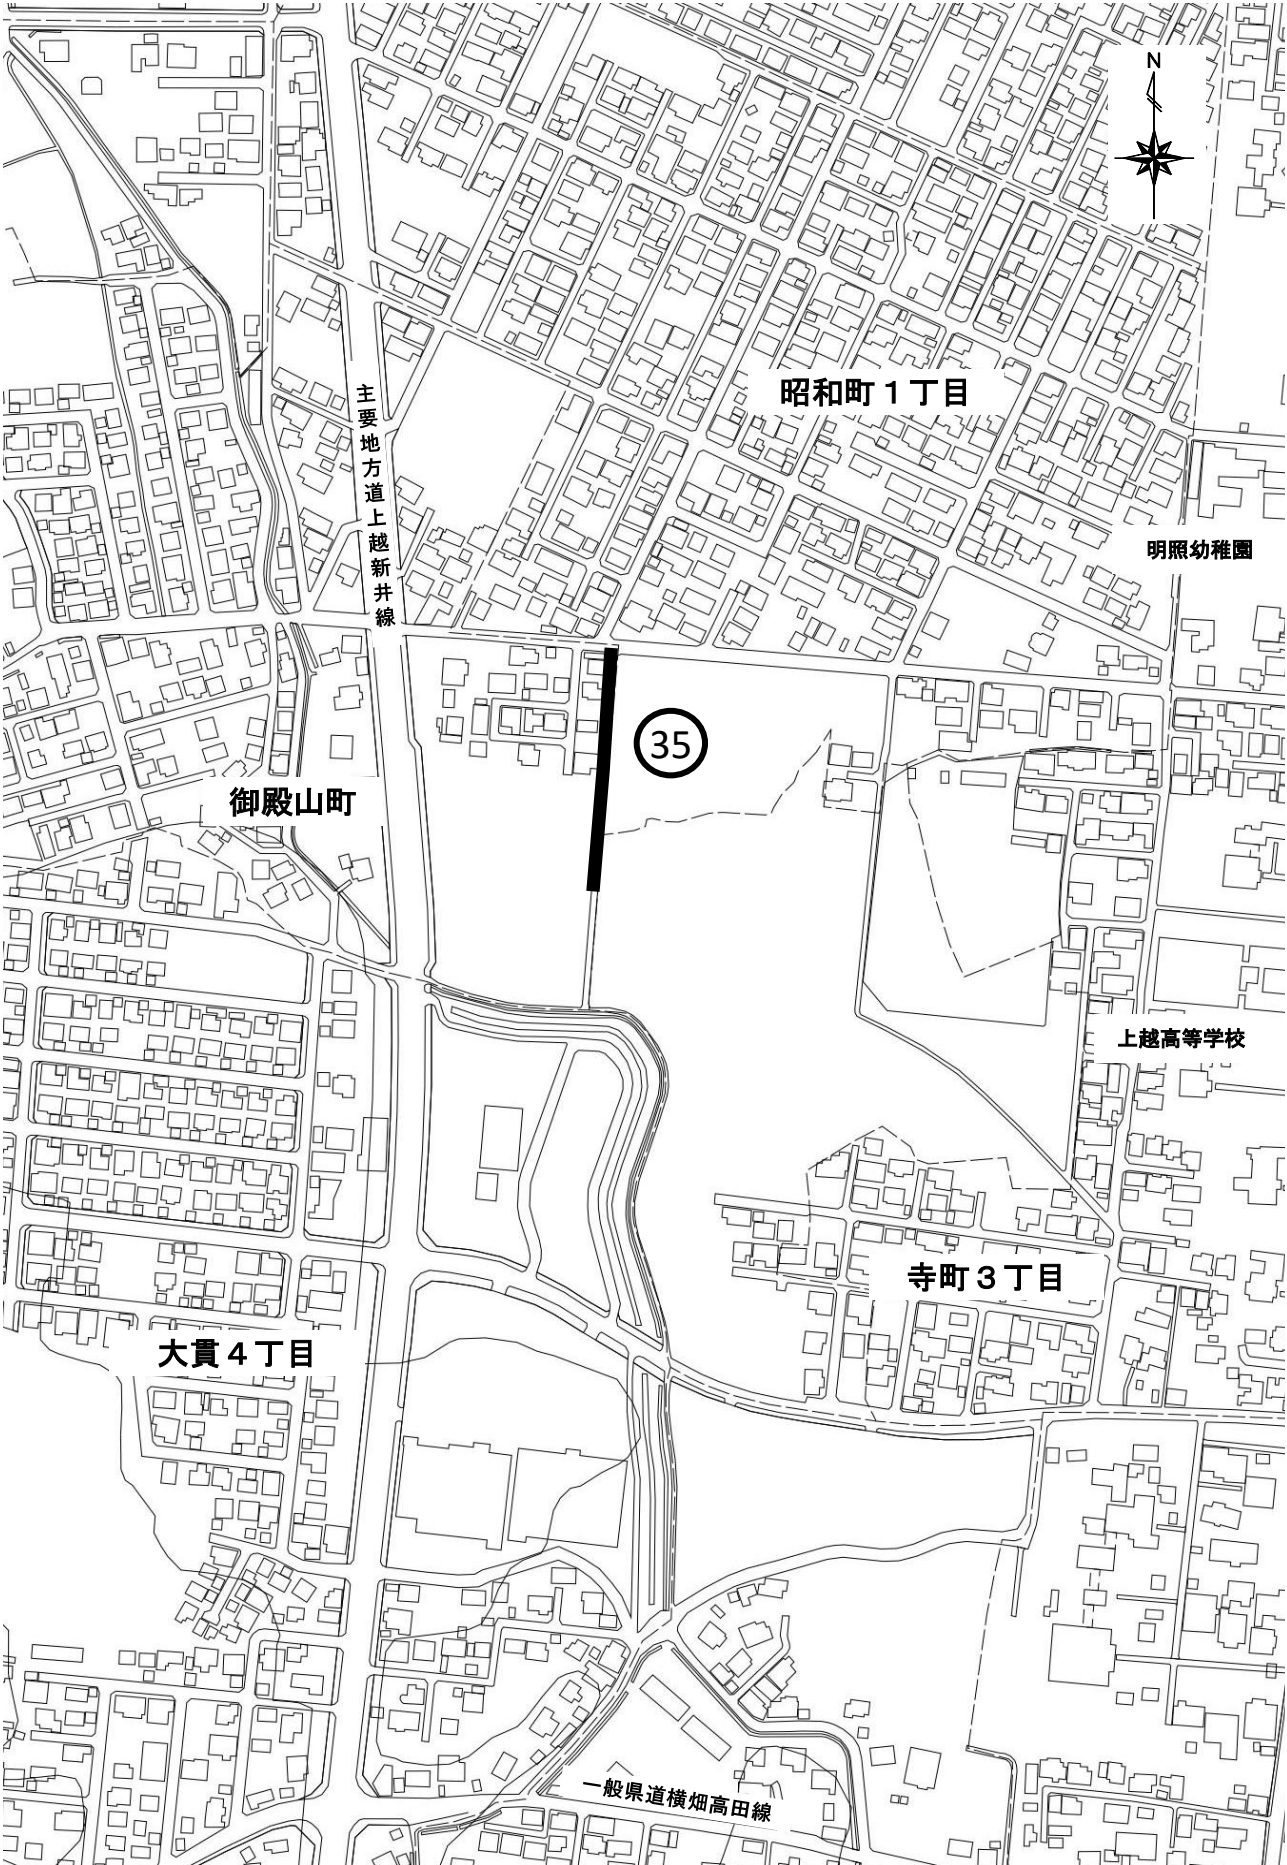 N
昭和町１丁目
主要地方道上越新井線
明照幼稚園
35
御殿山町
上越高等学校
寺町３丁目
大貫４丁目
一般県道横畑高田線